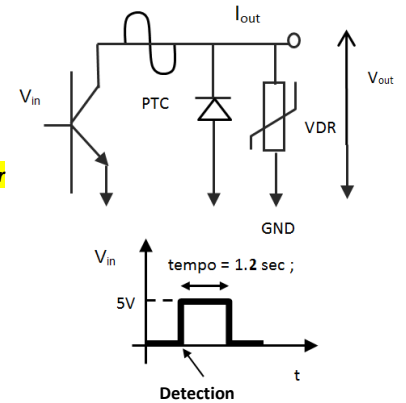 Iout
Vin
Vout
PTC
VDR
r
GND
Vin
tempo = 1.2 sec ;
5V
t
Detection